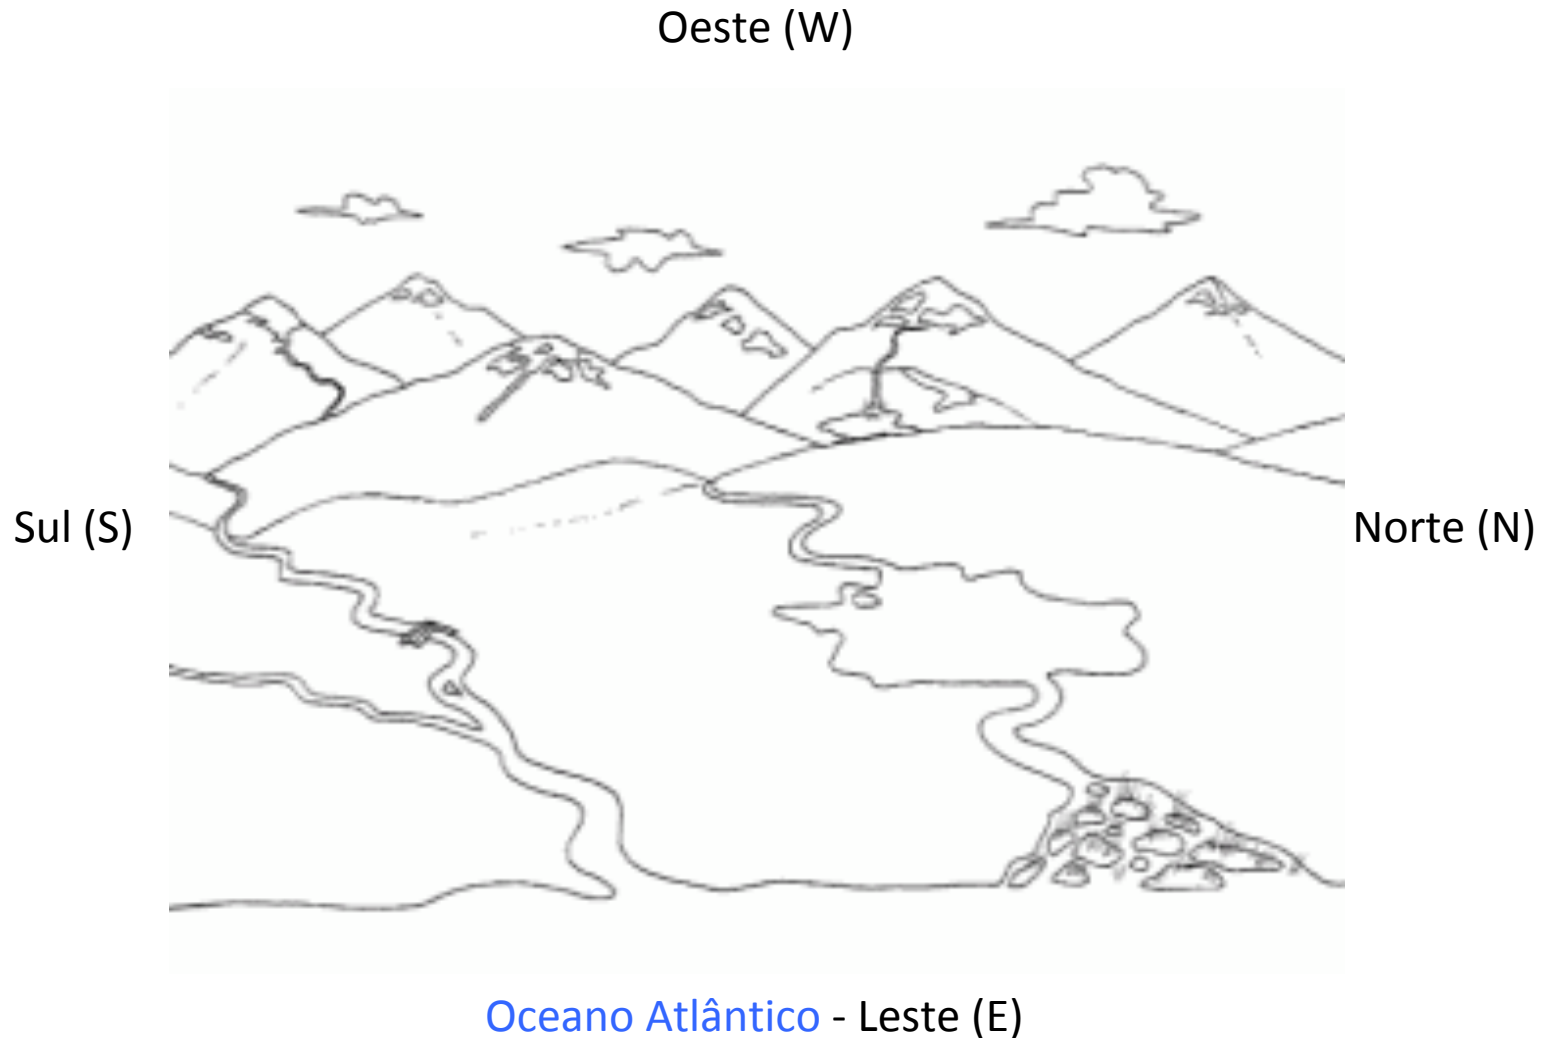 Oeste (W)
Sul (S)
Norte (N)
Oceano Atlântico - Leste (E)